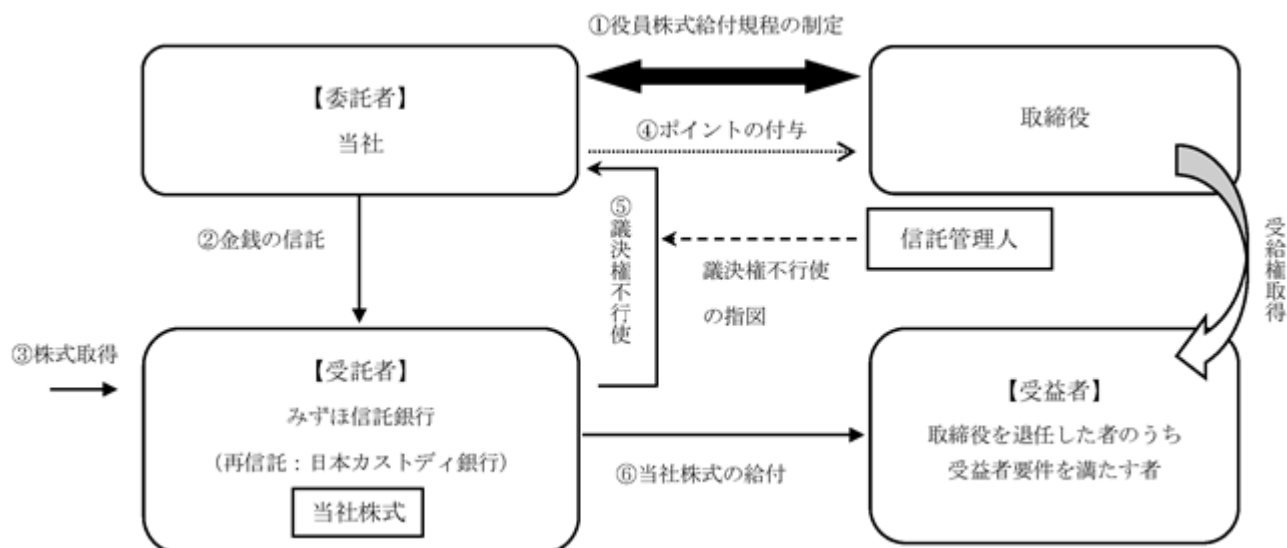 ①役員株式給付規程の制定
【委託者】
当社
取締役
④ポイントの付与
②金銭の信託
⑤議決権不行使
信託管理人
議決権不行使
の指図
受給権取得
③株式取得
【受託者】
みずほ信託銀行
(再信託:日本カストディ銀行)
当社株式
⑥当社株式の給付
【受益者】
取締役を退任した者のうち
受益者要件を満たす者